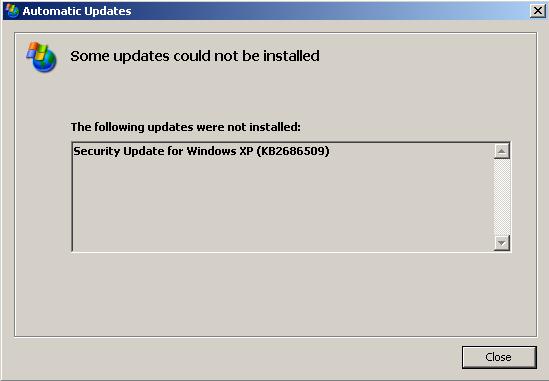 Automatic Updates
Some updates could not be installed
The following updates were not installed:
Security Update for Windows XP (KB2686509)
Close